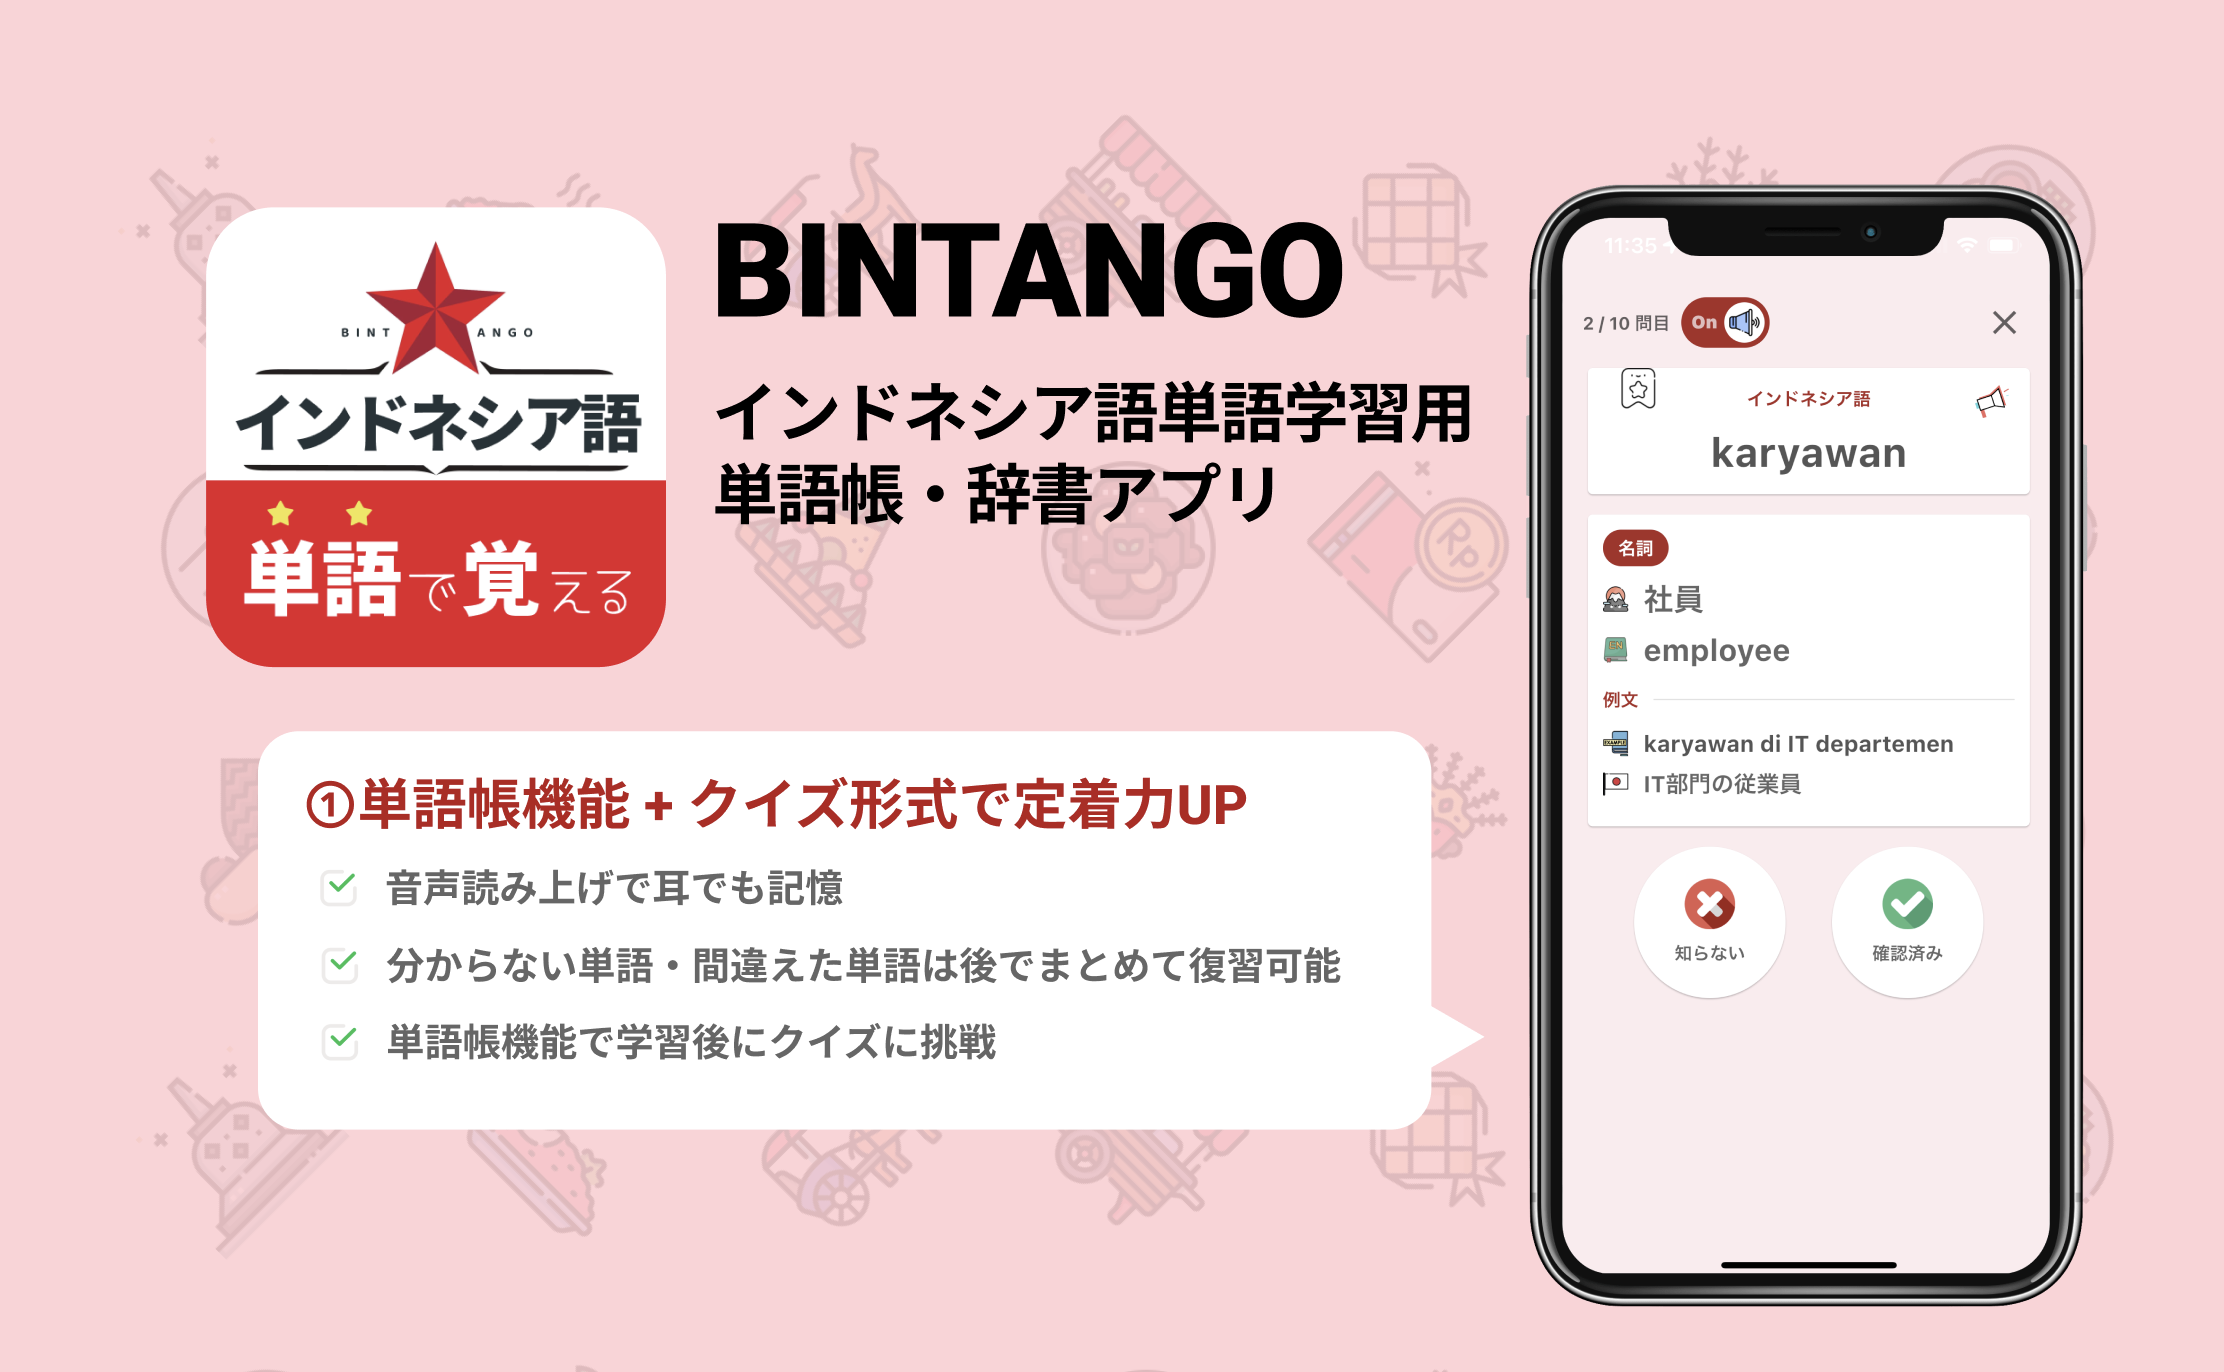 BINT ANGO
インドネシア語
単語で覚える
BINTANGO
インドネシア語単語学習用
単語帳・辞書アプリ
①単語帳機能 + クイズ形式で定着力UP
音声読み上げで耳でも記憶
分からない単語・間違えた単語は後でまとめて復習可能
単語帳機能で学習後にクイズに挑戦
11:35
2 / 10 問目 On
インドネシア語
karyawan
名詞
社員
EN
employee
例文
EXAMPLE
karyawan di IT departemen
IT部門の従業員
知らない
確認済み
Rp